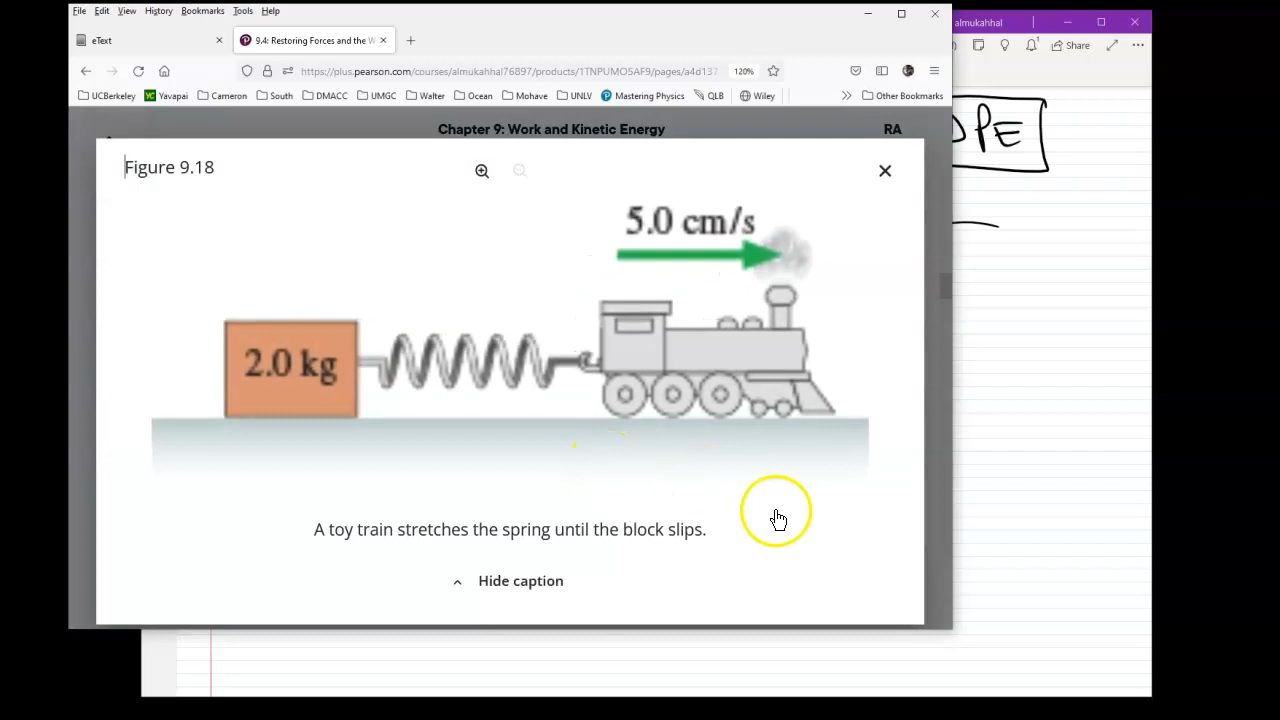 File Edit View History Bookmarks Tools Help
almukahhal
eText
9.4: Restoring Forces and the W
Share
https://plus.pearson.com/courses/almukahhal76897/products/1TNPUMO5AF9/pages/a4d137
120%
UCBerkeley Yavapai Cameron South DMACC UMGC Walter Ocean Mohave UNLV Mastering Physics QLB Wiley Other Bookmarks
Chapter 9: Work and Kinetic Energy
RA
PE
Figure 9.18
5.0 cm/s
2.0 kg
A toy train stretches the spring until the block slips.
Hide caption